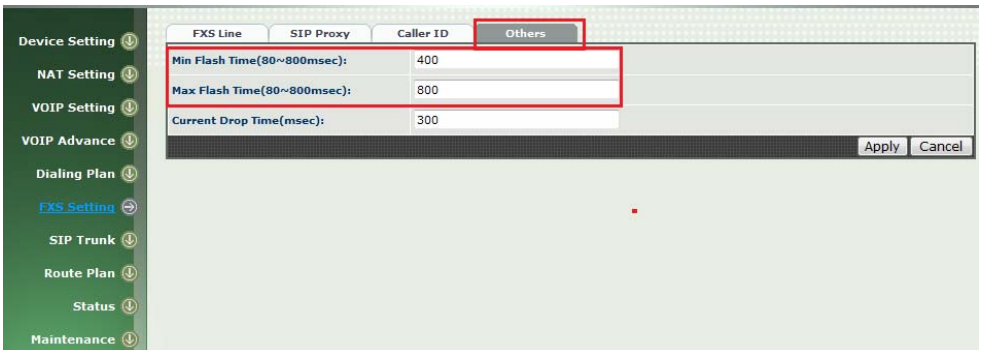 Device Setting
NAT Setting
VOIP Setting
VOIP Advance
Dialing Plan
FXS Setting
SIP Trunk
Route Plan
Status
Maintenance
FXS Line SIP Proxy Caller ID Others
Min Flash Time(80~800msec): 400
Max Flash Time(80~800msec): 800
Current Drop Time(msec): 300
Apply Cancel